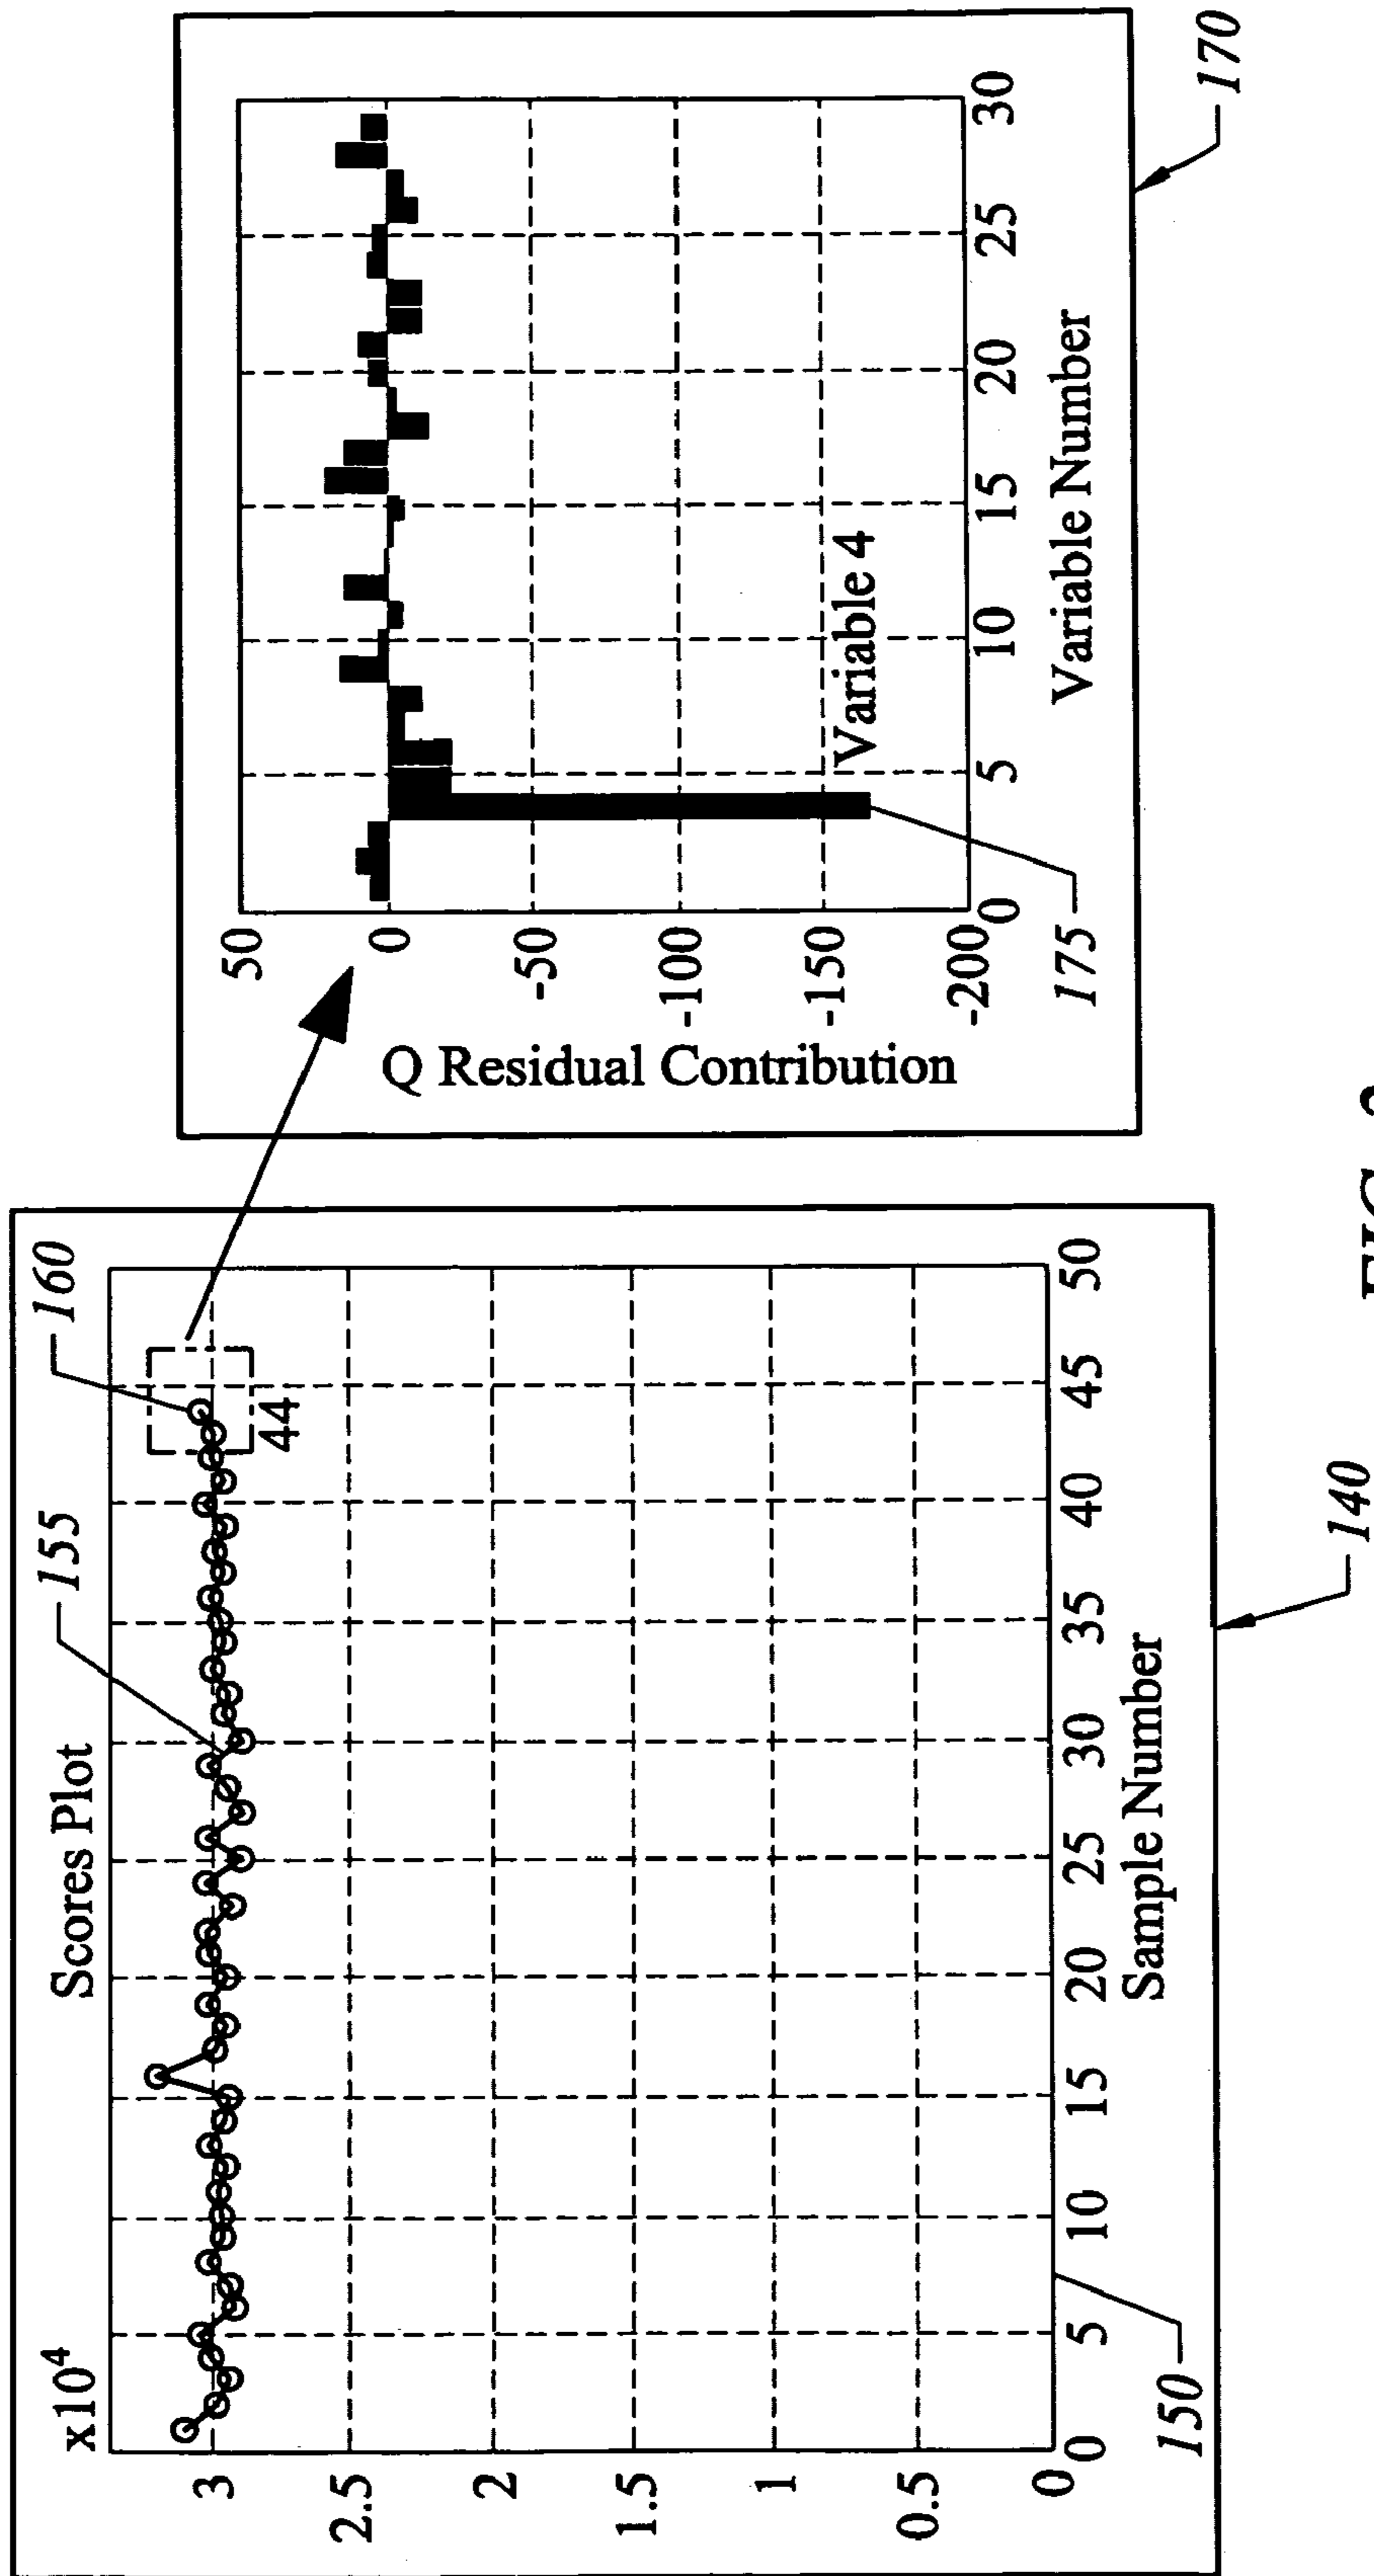 Scores Plot
x10⁴
155
160
3
2.5
2
1.5
1
0.5
0
44
0 5 10 15 20 25 30 35 40 45 50
Sample Number
150
140
50
0
-50
-100
-150
-200
Q Residual Contribution
Variable 4
0 5 10 15 20 25 30
Variable Number
175
170